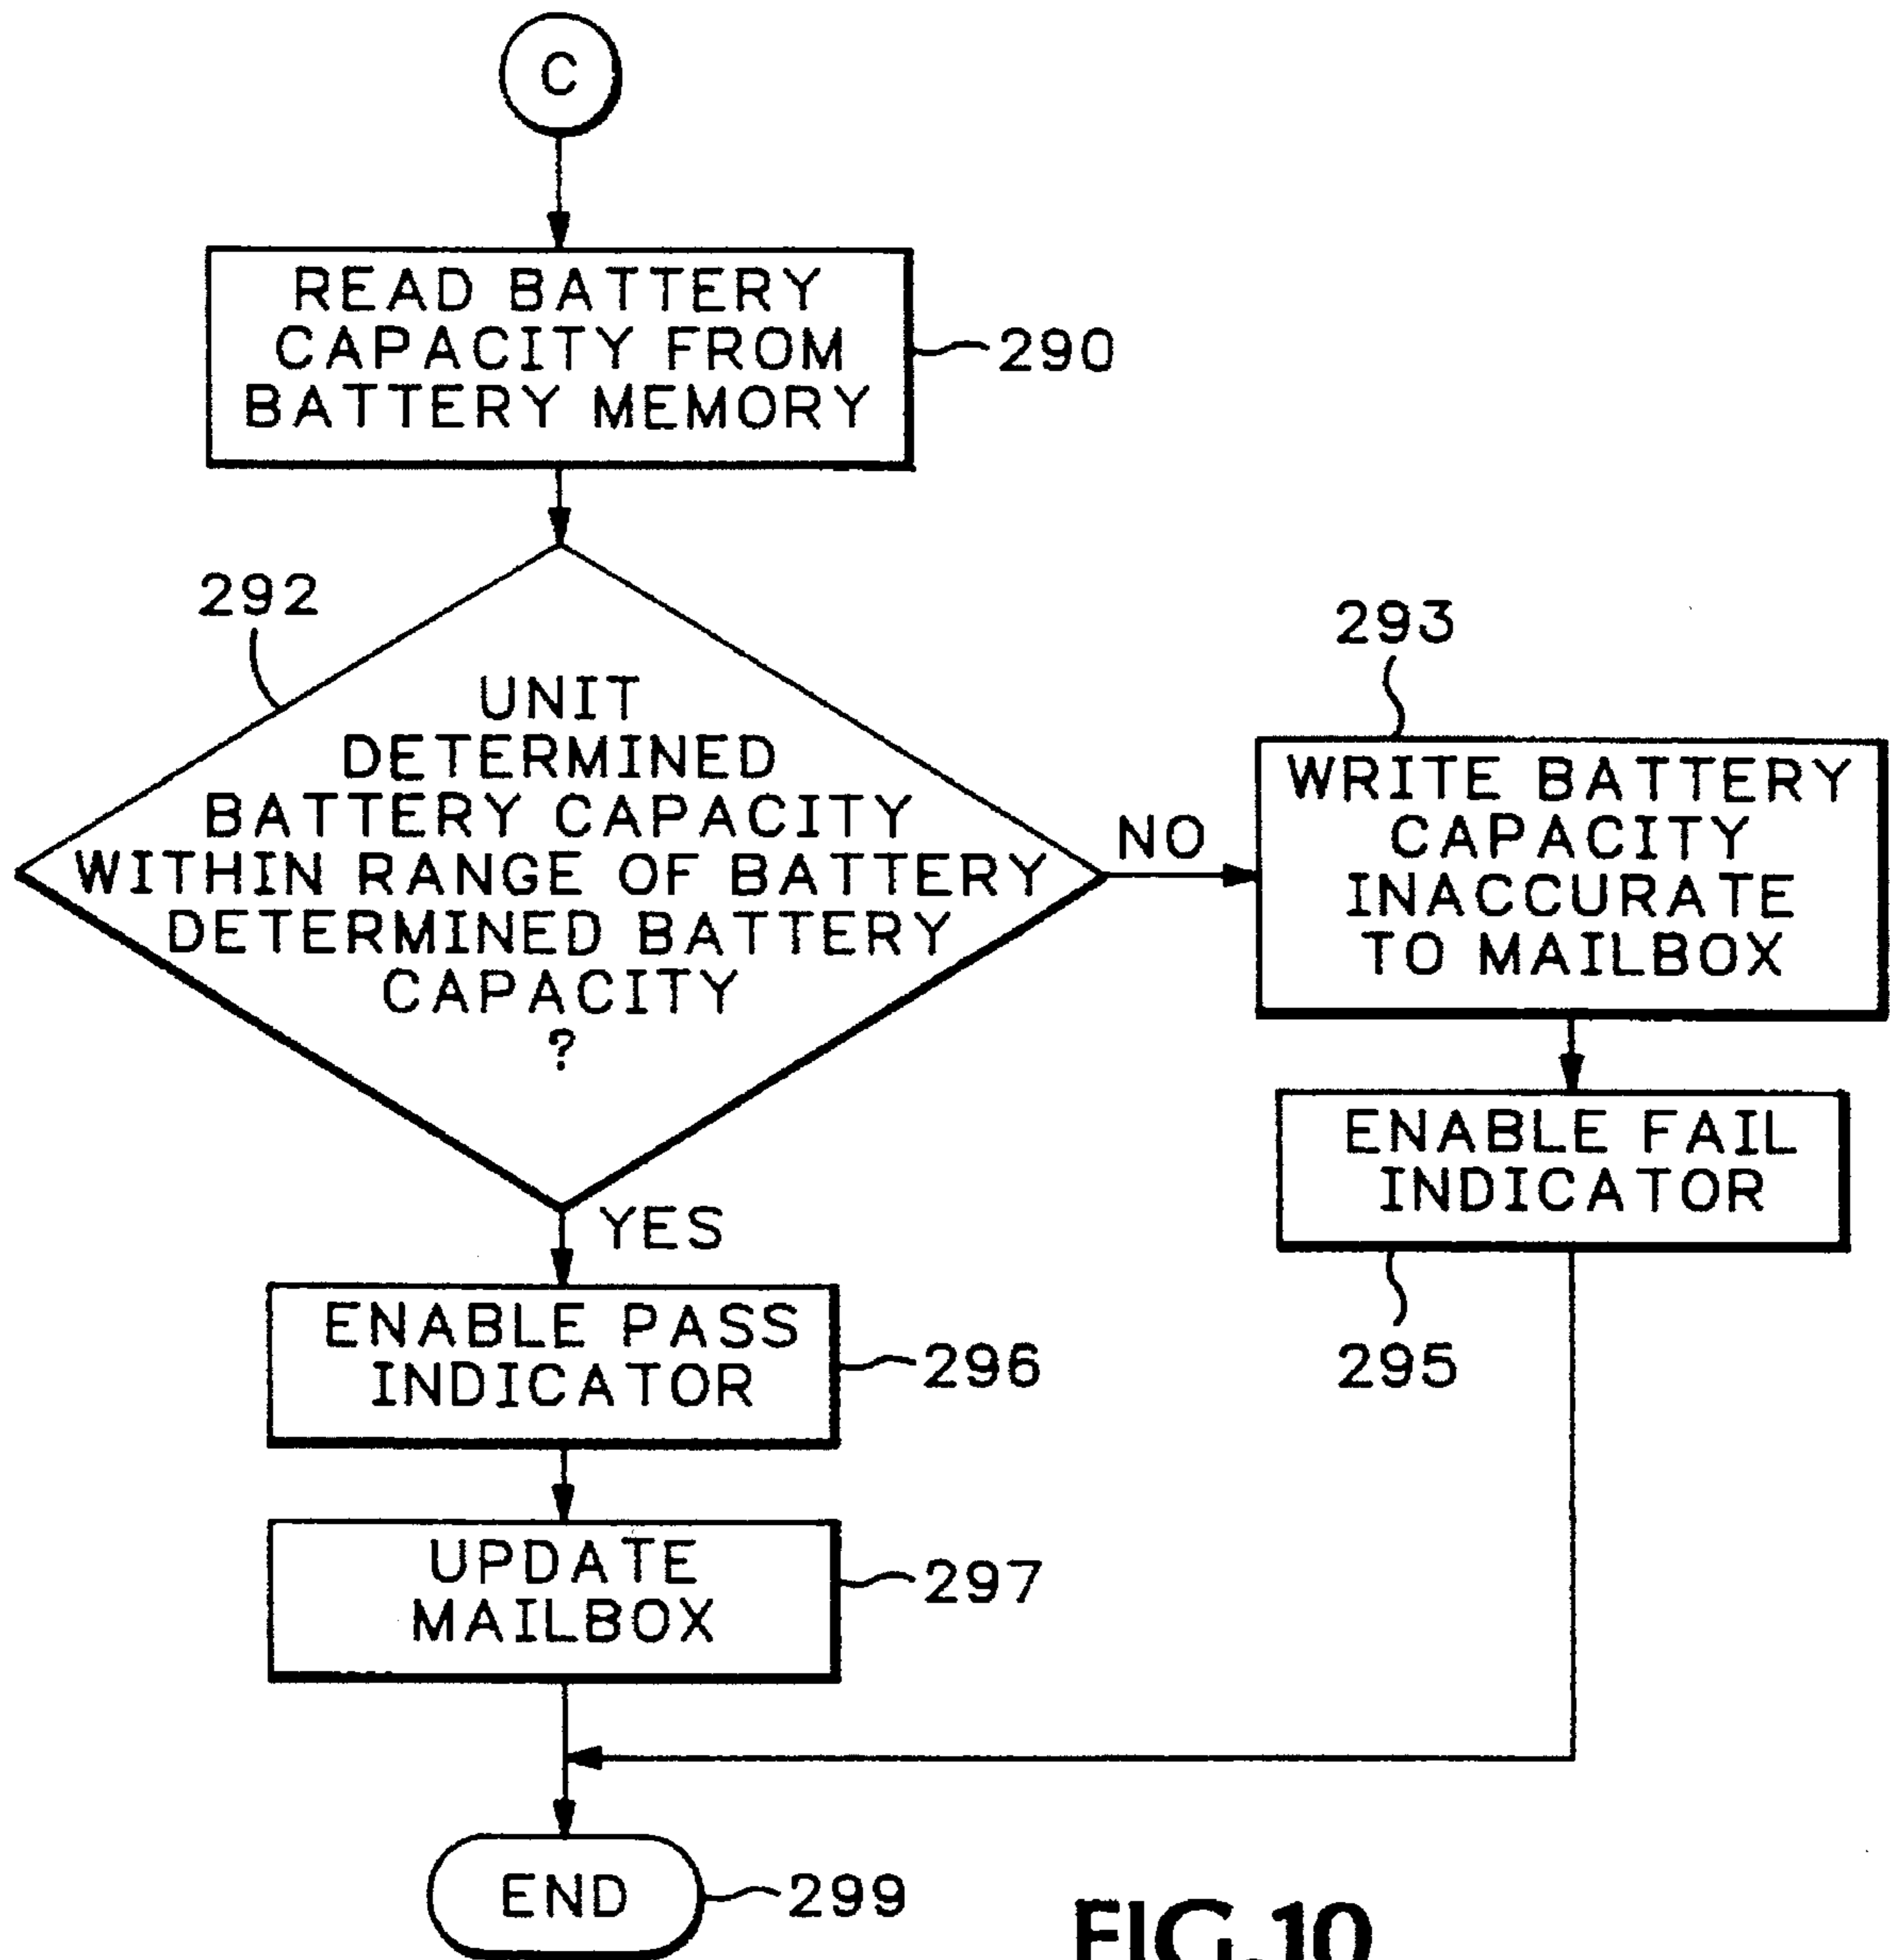 C
READ BATTERY
CAPACITY FROM
BATTERY MEMORY
290
292
UNIT
DETERMINED
BATTERY CAPACITY
WITHIN RANGE OF BATTERY
DETERMINED BATTERY
CAPACITY
?
NO
293
WRITE BATTERY
CAPACITY
INACCURATE
TO MAILBOX
ENABLE FAIL
INDICATOR
295
YES
ENABLE PASS
INDICATOR
296
UPDATE
MAILBOX
297
END
299
FIG.10